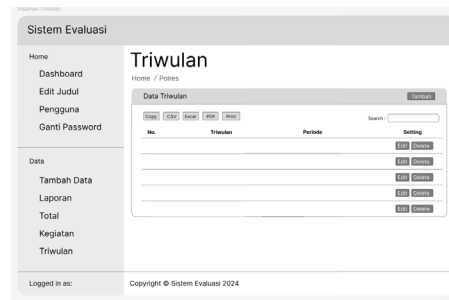 Halaman Triwulan
Sistem Evaluasi
Home
Dashboard
Edit Judul
Pengguna
Ganti Password
Data
Tambah Data
Laporan
Total
Kegiatan
Triwulan
Logged in as:
Triwulan
Home / Polres
Data Triwulan
Tambah
Copy CSV Excel PDF Print
Search :
No. Triwulan Periode Setting
Edit Delete
Edit Delete
Edit Delete
Edit Delete
Edit Delete
Copyright © Sistem Evaluasi 2024